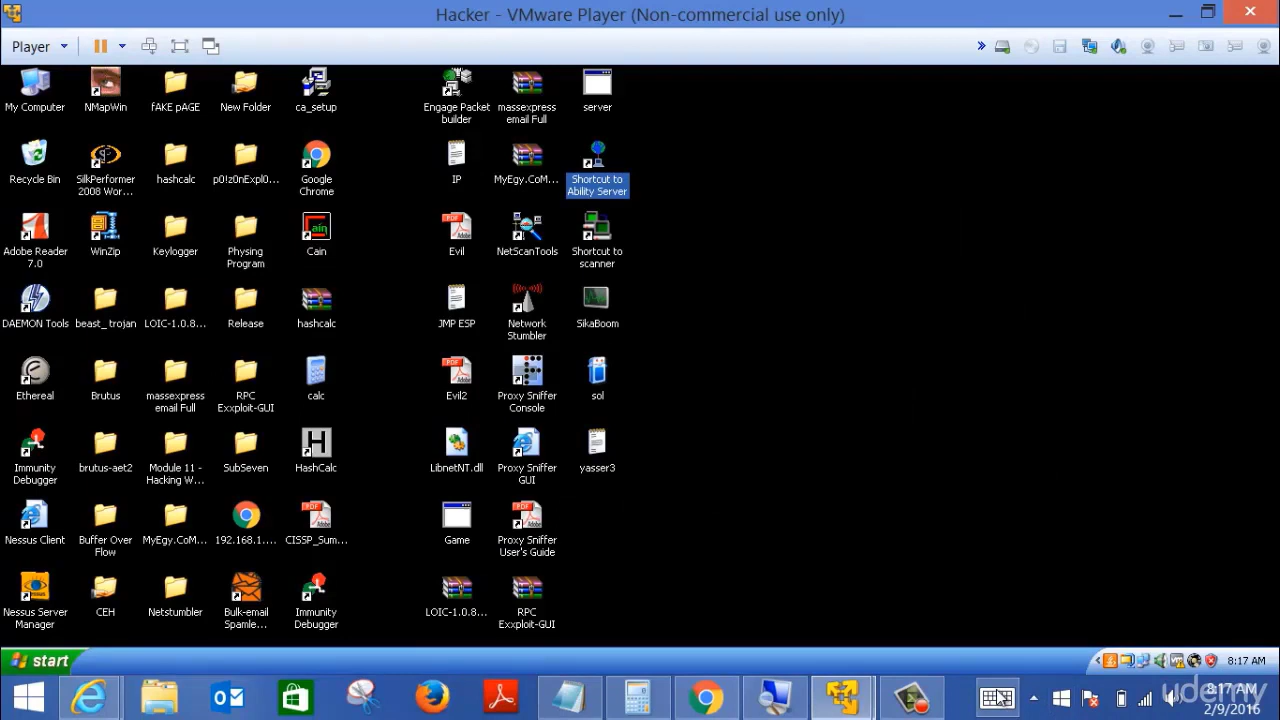 Hacker - VMware Player (Non-commercial use only)
Player
My Computer
NMapWin
fAKE pAGE
New Folder
ca_setup
Engage Packet
builder
massexpress
email Full
server
Recycle Bin
SilkPerformer
2008 Wor...
hashcalc
p0!z0nExpl0...
Google
Chrome
IP
MyEgy.CoM...
Shortcut to
Ability Server
Adobe Reader
7.0
WinZip
Keylogger
Physing
Program
Cain
Evil
NetScanTools
Shortcut to
scanner
DAEMON Tools
beast_trojan
LOIC-1.0.8...
Release
hashcalc
JMP ESP
Network
Stumbler
SikaBoom
Ethereal
Brutus
massexpress
email Full
RPC
Exxploit-GUI
calc
Evil2
Proxy Sniffer
Console
sol
Immunity
Debugger
brutus-aet2
Module 11 -
Hacking W...
SubSeven
HashCalc
LibnetNT.dll
Proxy Sniffer
GUI
yasser3
Nessus Client
Buffer Over
Flow
MyEgy.CoM...
192.168.1....
CISSP_Sum...
Game
Proxy Sniffer
User's Guide
Nessus Server
Manager
CEH
Netstumbler
Bulk-email
Spamle...
Immunity
Debugger
LOIC-1.0.8...
RPC
Exxploit-GUI
start
8:17 AM
8:17 AM
udemy
2/9/2016